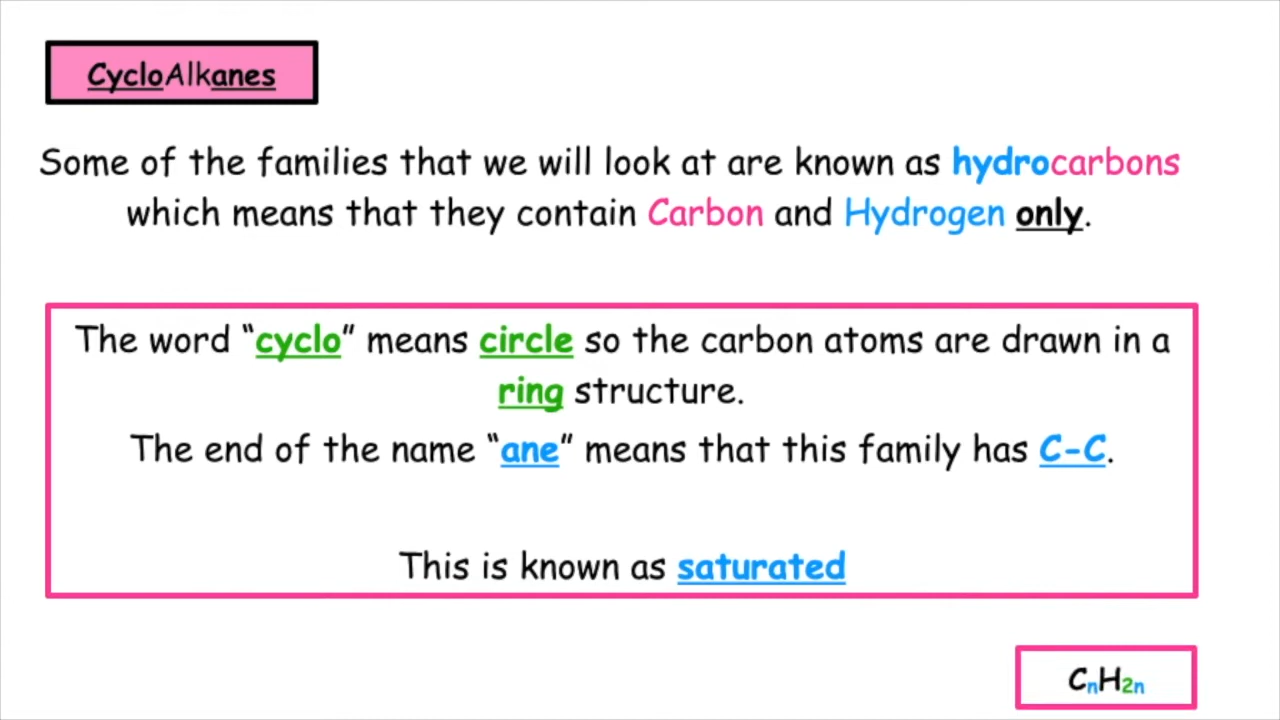 CycloAlkanes
Some of the families that we will look at are known as hydrocarbons
which means that they contain Carbon and Hydrogen only.
The word “cyclo” means circle so the carbon atoms are drawn in a
ring structure.
The end of the name “ane” means that this family has C-C.
This is known as saturated
CnH2n